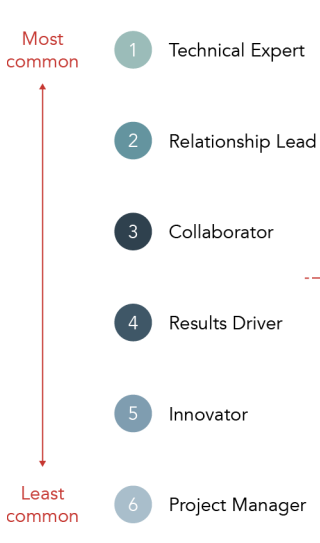 Most
common
1 Technical Expert
2 Relationship Lead
3 Collaborator
4 Results Driver
5 Innovator
6 Project Manager
Least
common